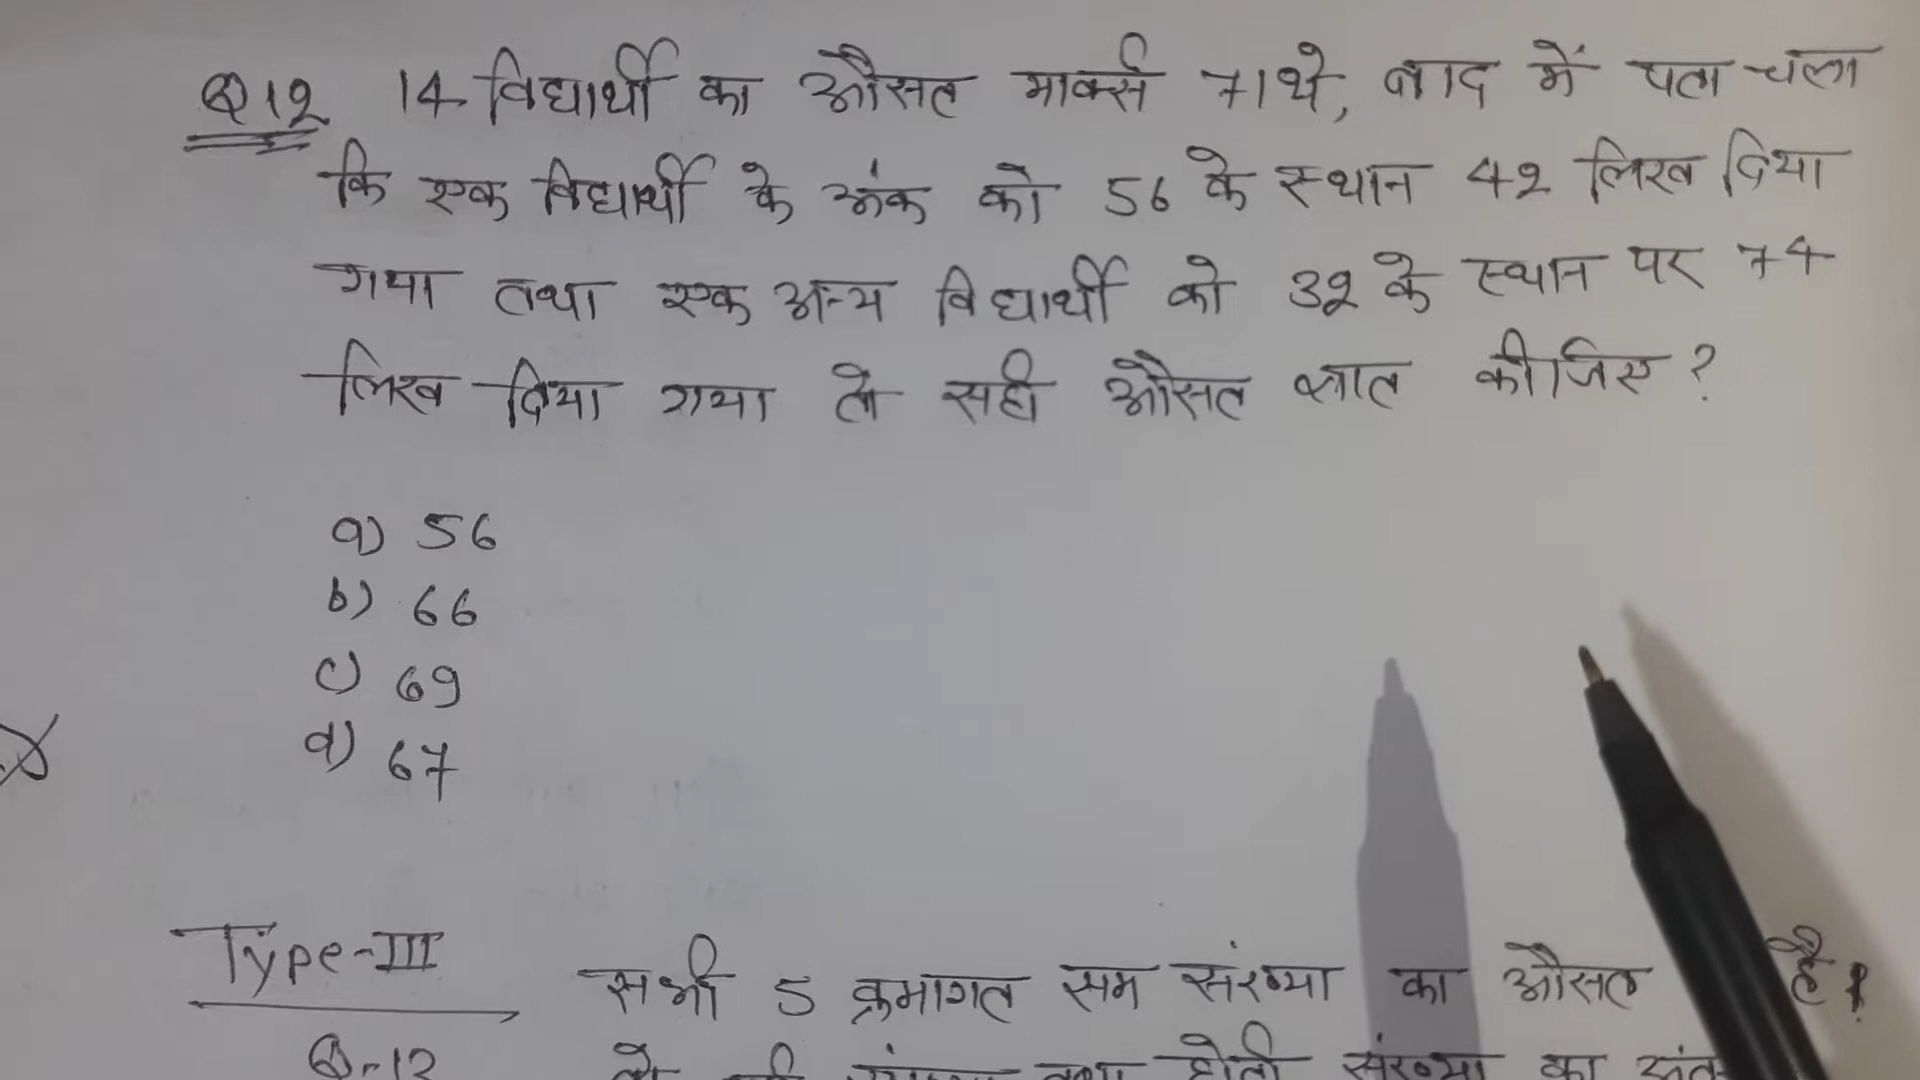 Q12 14 विद्यार्थी का औसत मार्क्स 71 थे, बाद में पता चला
कि एक विद्यार्थी के अंक को 56 के स्थान 42 लिख दिया
गया तथा एक अन्य विद्यार्थी को 32 के स्थान पर 74
लिख दिया गया तो सही औसत ज्ञात कीजिए?
a) 56
b) 66
c) 69
d) 67
Type-III
सभी 5 क्रमागत सम संख्या का औसत है।
Q-12
संख्या का